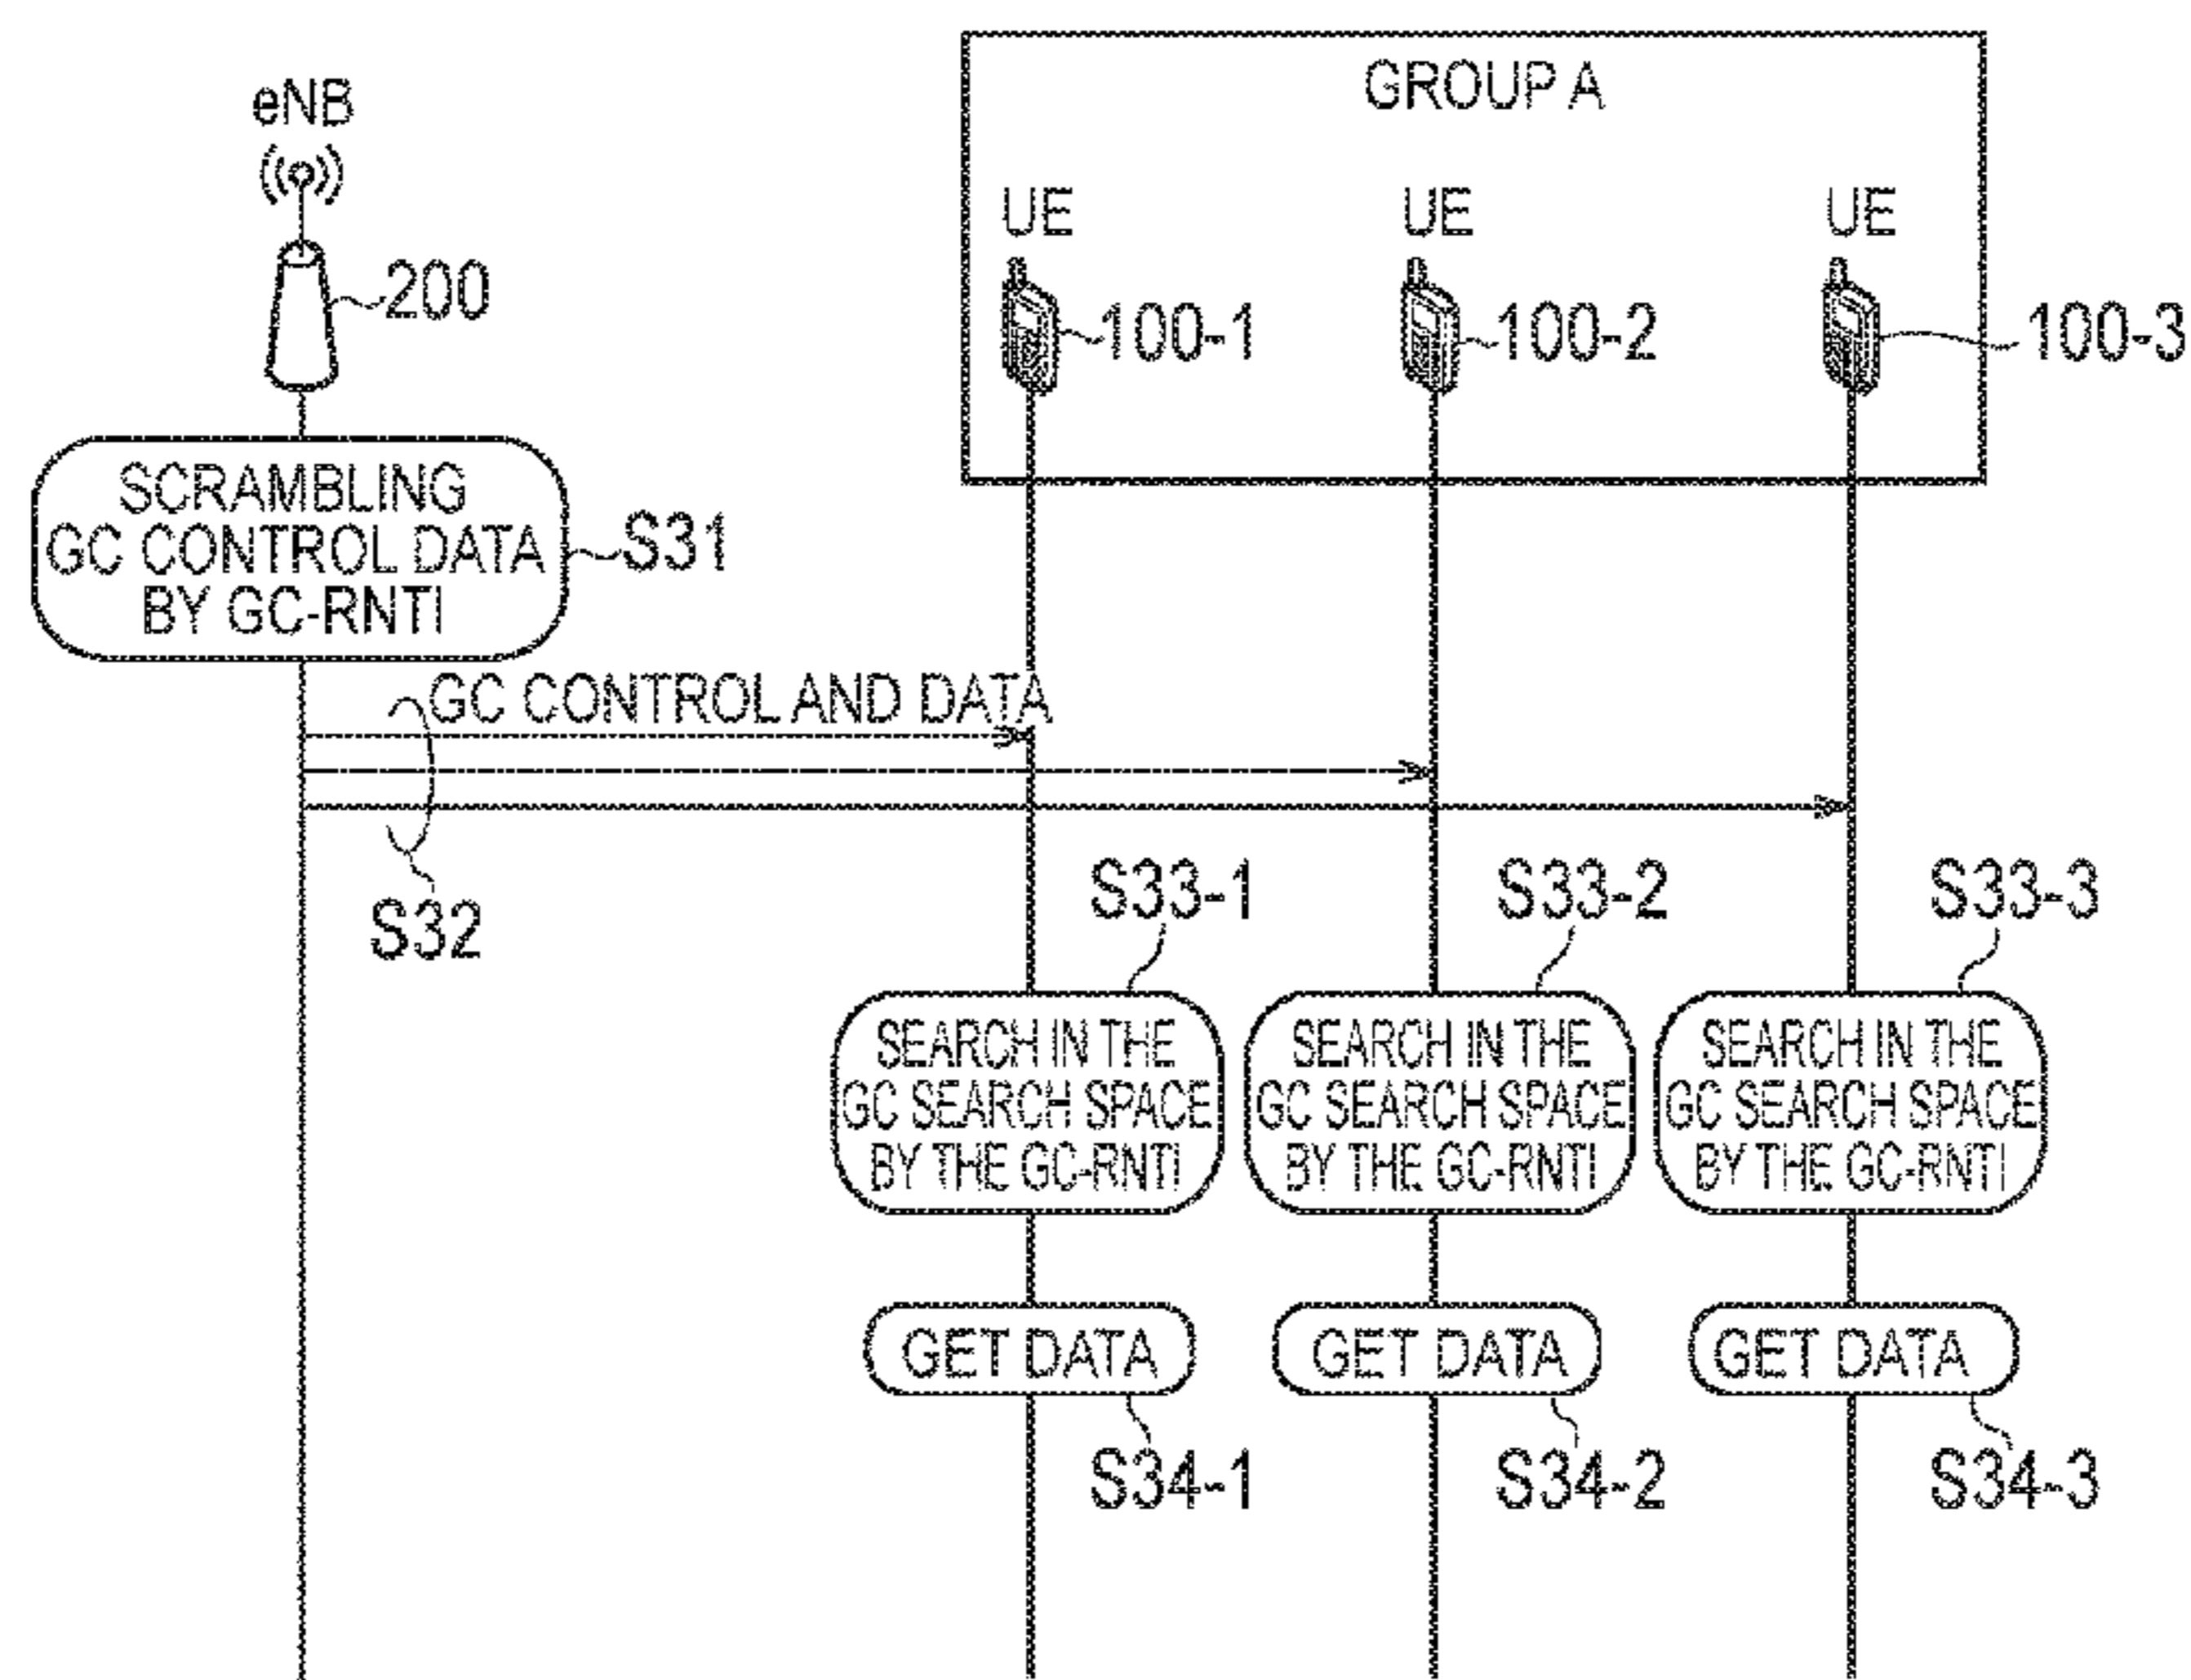 GROUP A
eNB
UE
UE
UE
200
100-1
100-2
100-3
SCRAMBLING
GC CONTROL DATA
BY GC-RNTI
S31
GC CONTROL AND DATA
S32
S33-1
S33-2
S33-3
SEARCH IN THE
GC SEARCH SPACE
BY THE GC-RNTI
SEARCH IN THE
GC SEARCH SPACE
BY THE GC-RNTI
SEARCH IN THE
GC SEARCH SPACE
BY THE GC-RNTI
GET DATA
GET DATA
GET DATA
S34-1
S34-2
S34-3